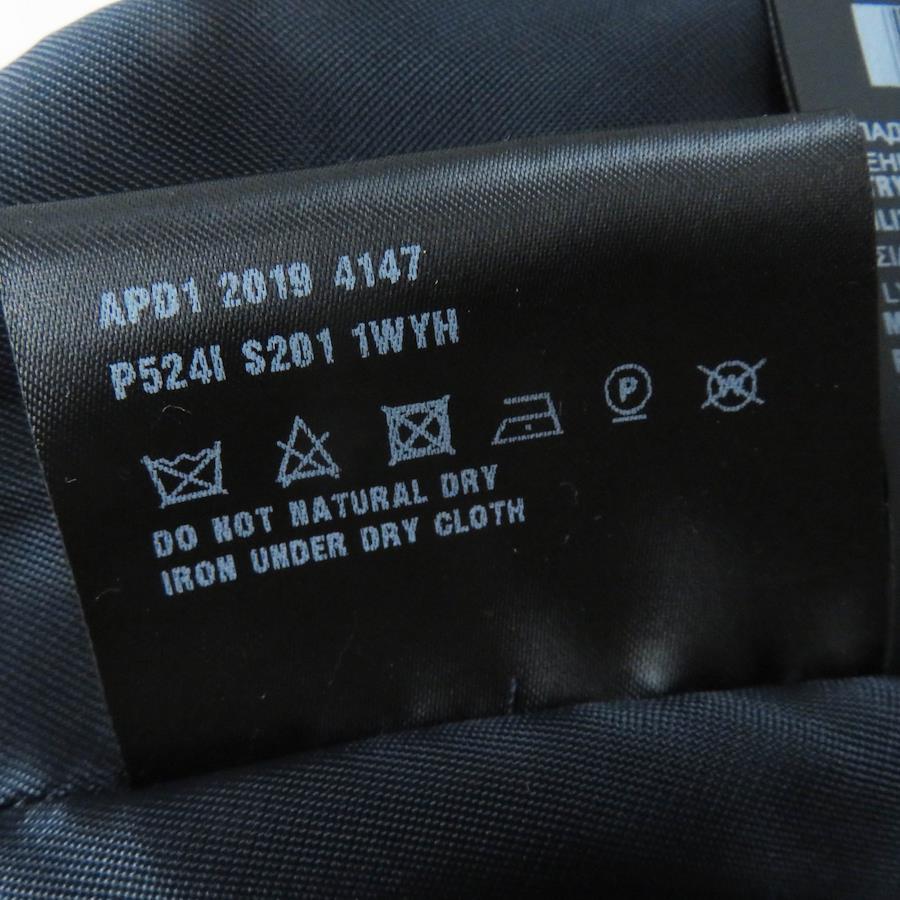 APD1 2019 4147
P524I S201 1WYH
P
W
DO NOT NATURAL DRY
IRON UNDER DRY CLOTH